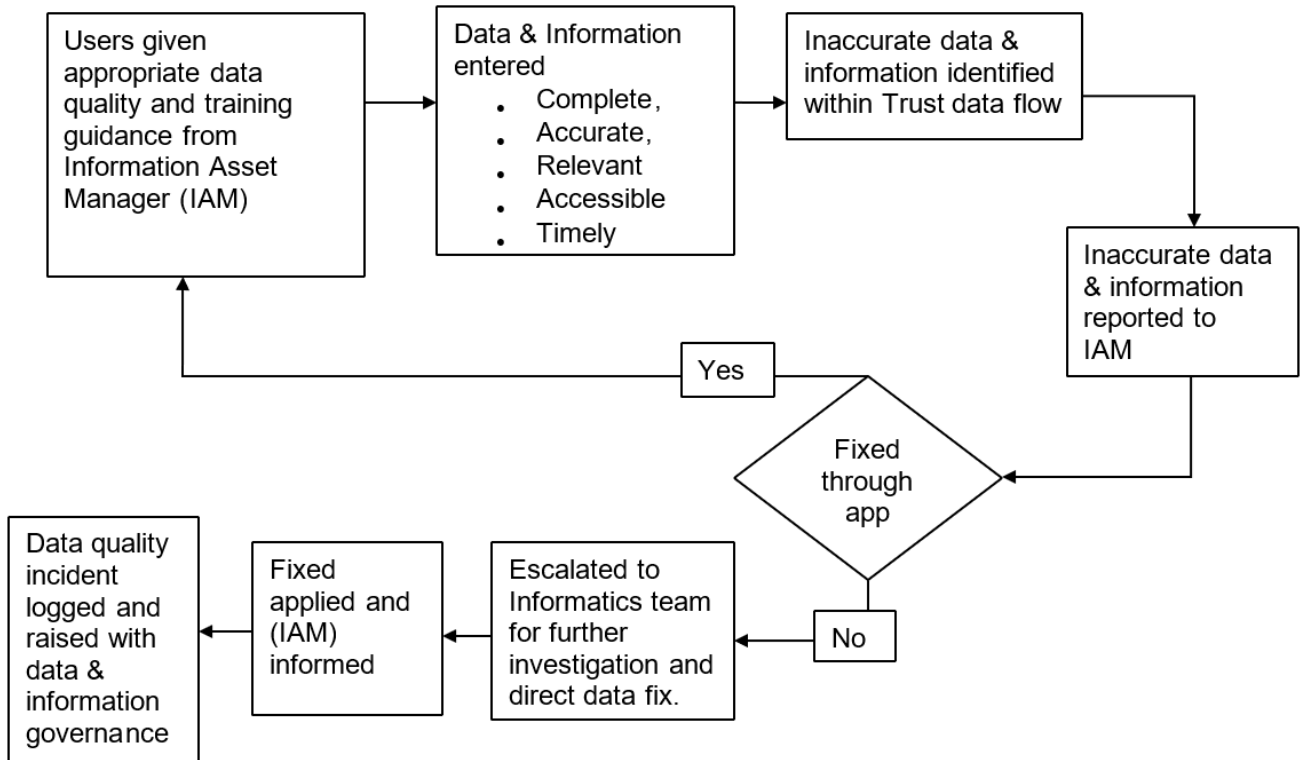 Users given
appropriate data
quality and training
guidance from
Information Asset
Manager (IAM)
Data & Information
entered
• Complete,
• Accurate,
• Relevant
• Accessible
• Timely
Inaccurate data &
information identified
within Trust data flow
Inaccurate data
& information
reported to
IAM
Yes
Fixed
through
app
No
Escalated to
Informatics team
for further
investigation and
direct data fix.
Fixed
applied and
(IAM)
informed
Data quality
incident
logged and
raised with
data &
information
governance